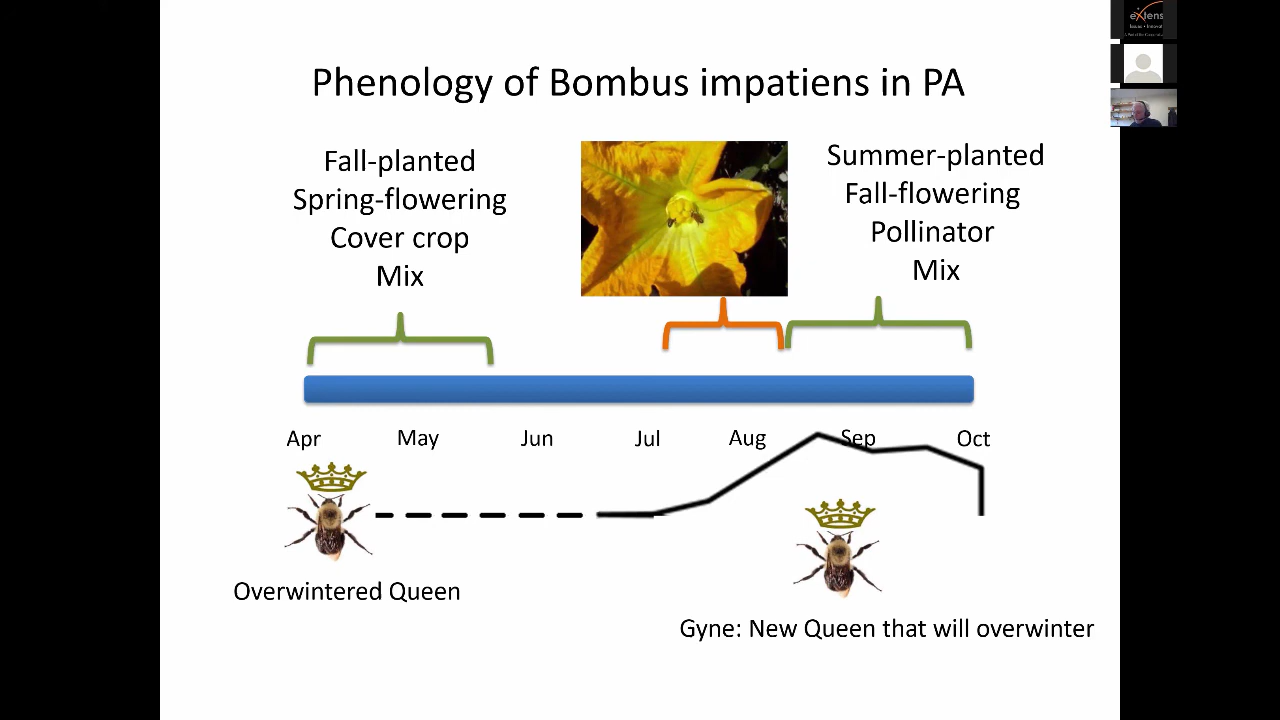 Phenology of Bombus impatiens in PA
Fall-planted
Spring-flowering
Cover crop
Mix
Summer-planted
Fall-flowering
Pollinator
Mix
Apr May Jun Jul Aug Sep Oct
Overwintered Queen
Gyne: New Queen that will overwinter
eXtens